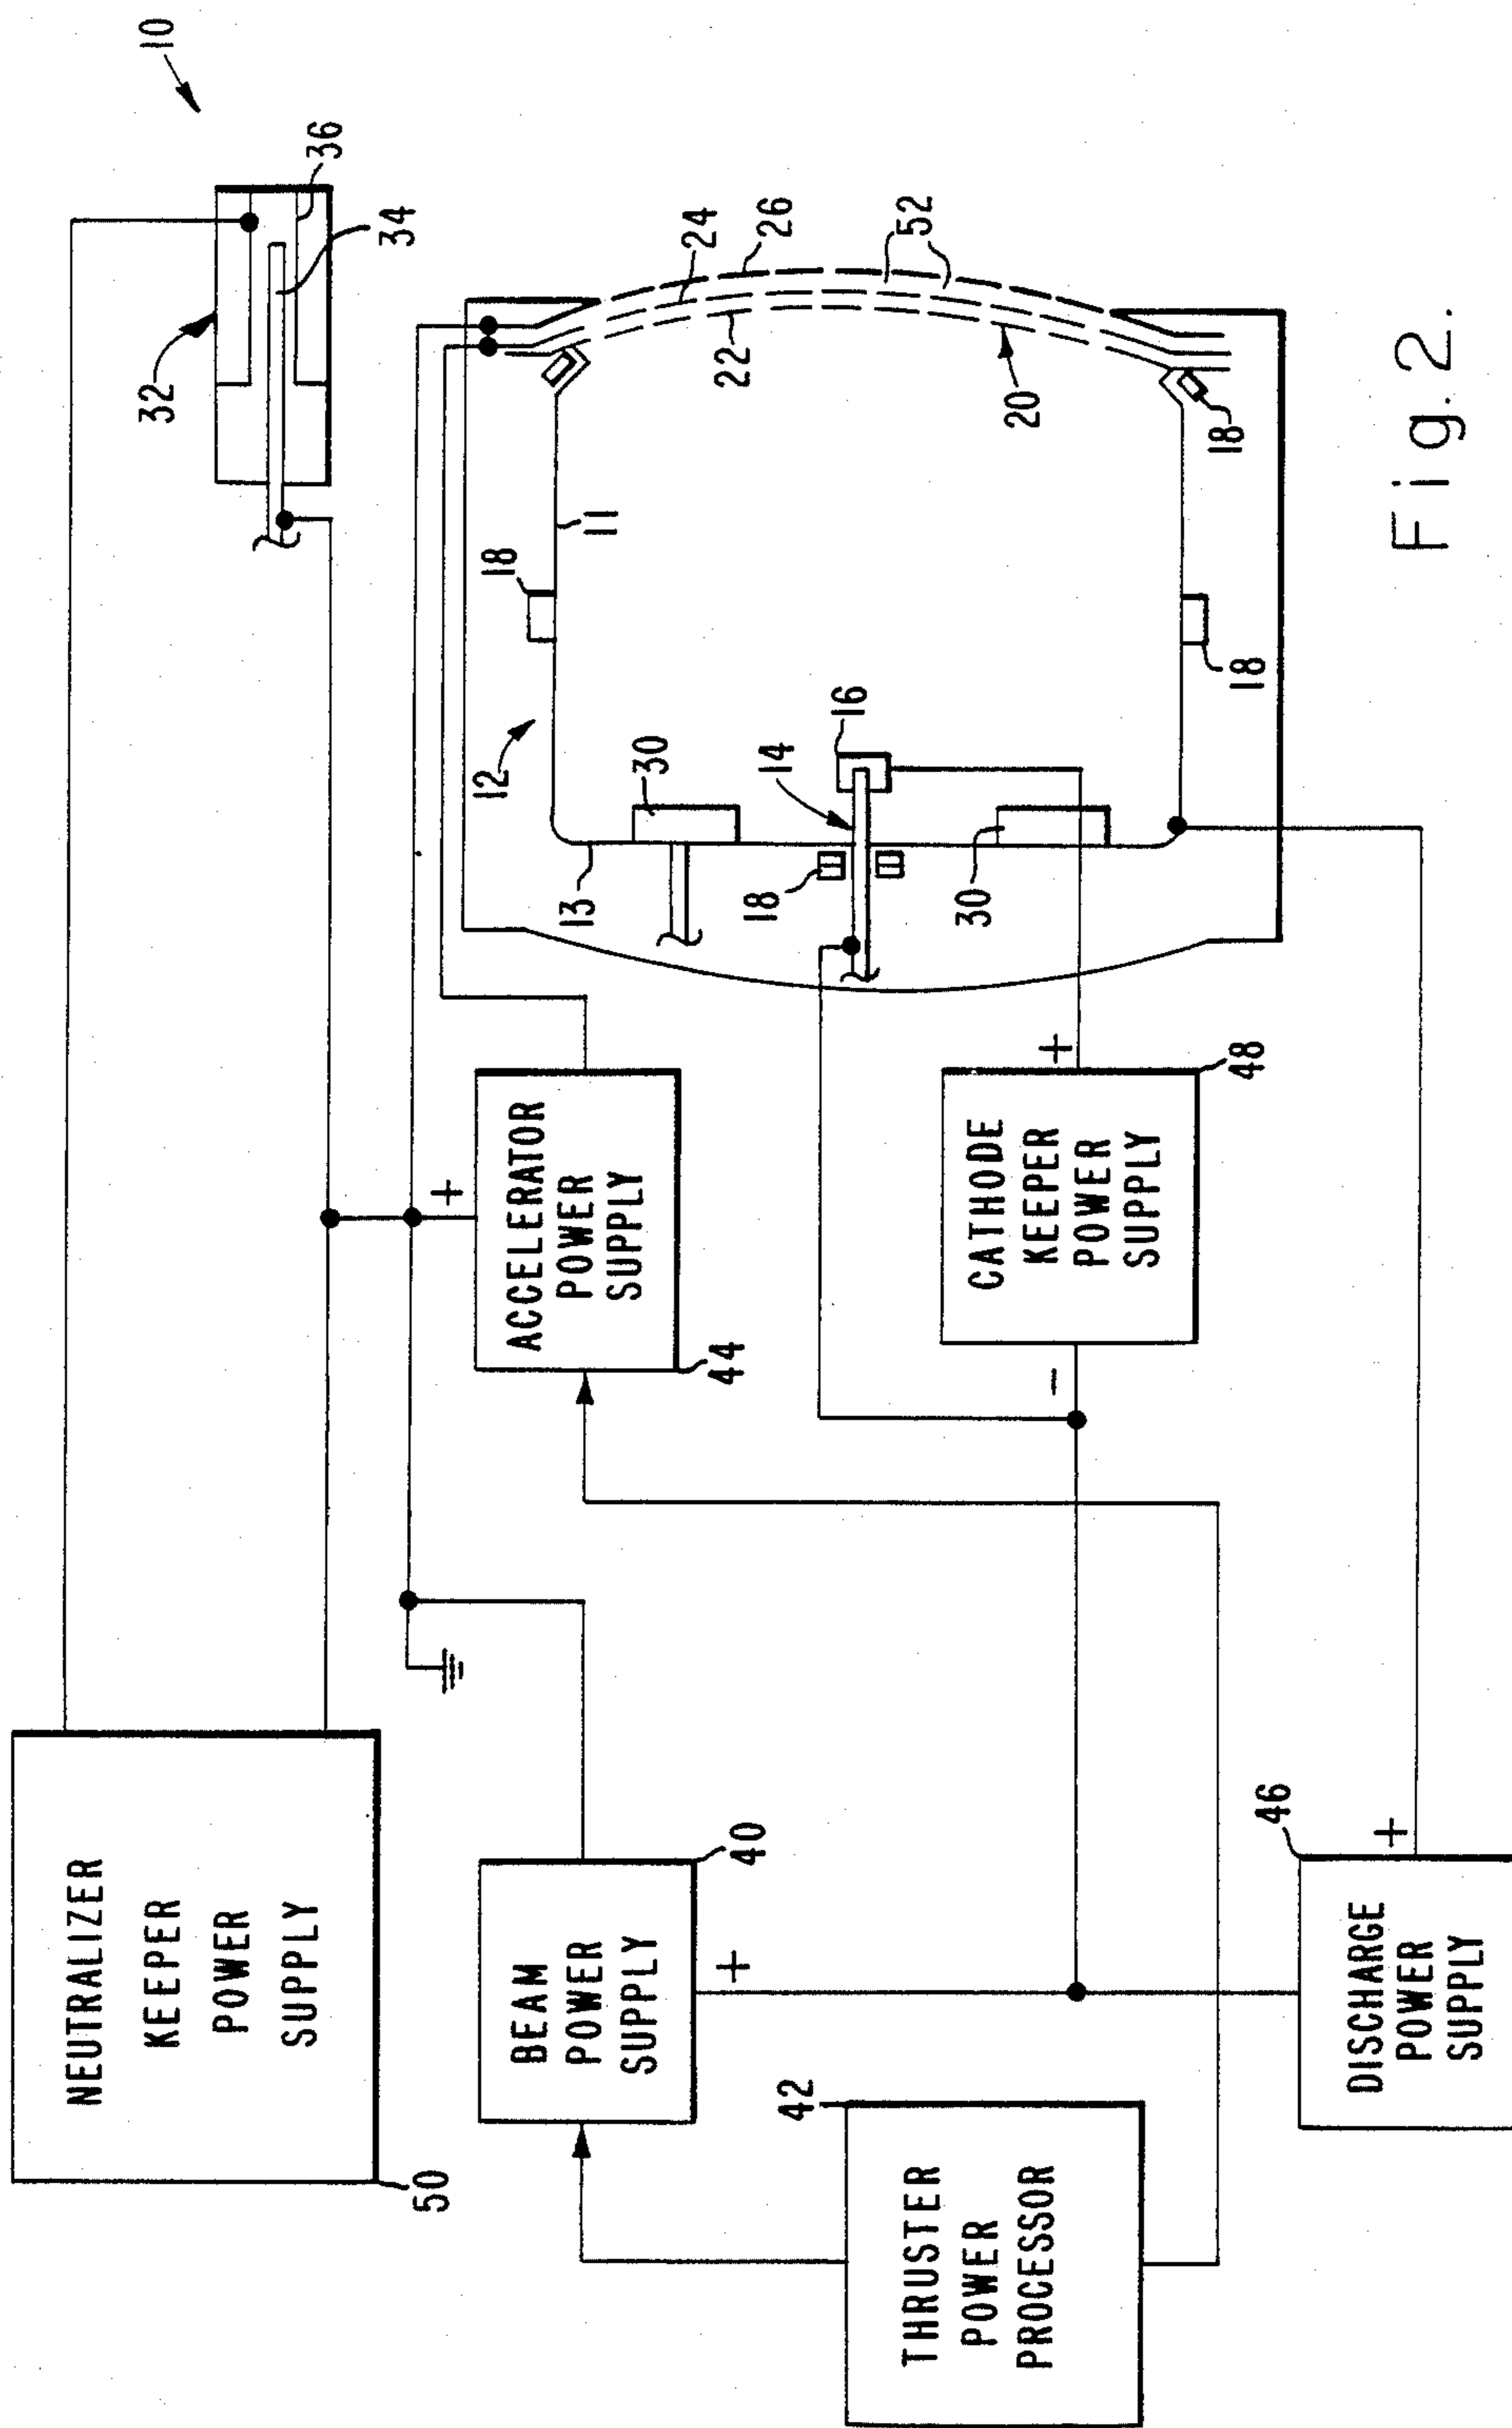 10
NEUTRALIZER
KEEPER
POWER
SUPPLY
50
32
34
36
+
ACCELERATOR
POWER
SUPPLY
44
BEAM
POWER
SUPPLY
40
+
THRUSTER
POWER
PROCESSOR
42
CATHODE
KEEPER
POWER
SUPPLY
48
+
-
DISCHARGE
POWER
SUPPLY
46
+
12
18
11
13
30
14
16
18
30
18
18
20
22
24
26
52
Fig. 2.